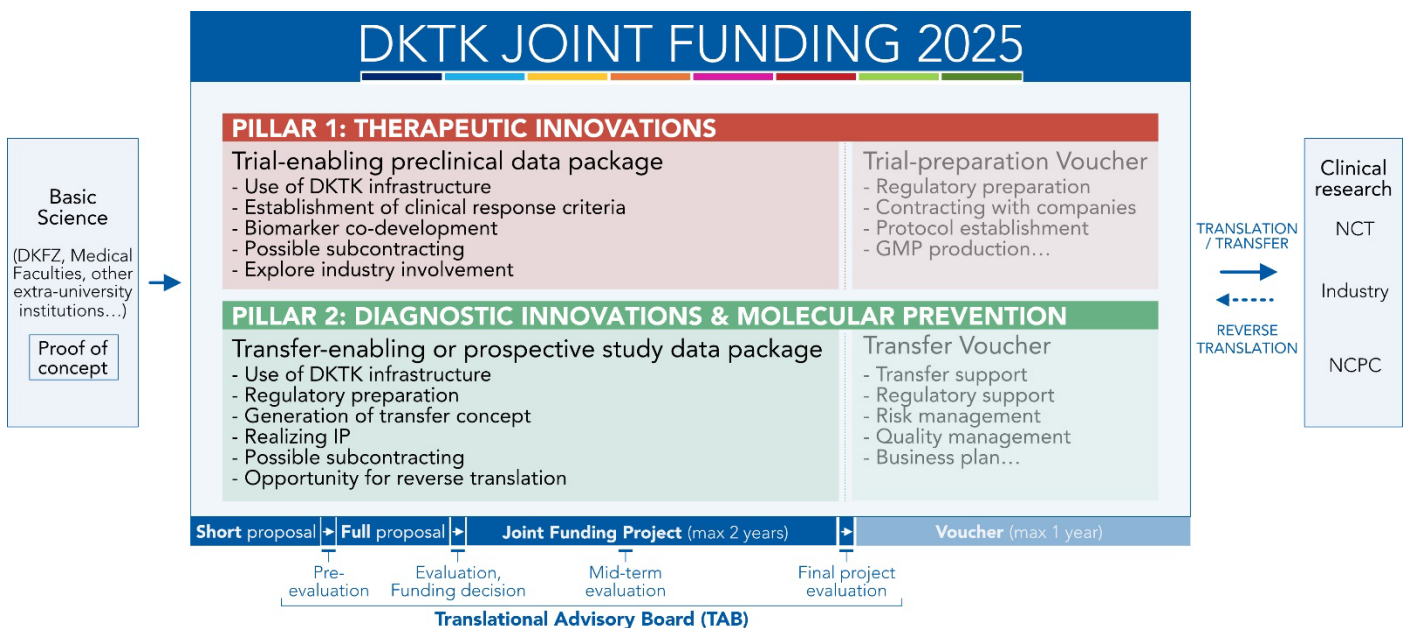 DKTK JOINT FUNDING 2025
Basic
Science
(DKFZ, Medical
Faculties, other
extra-university
institutions...)
Proof of
concept
PILLAR 1: THERAPEUTIC INNOVATIONS
Trial-enabling preclinical data package
- Use of DKTK infrastructure
- Establishment of clinical response criteria
- Biomarker co-development
- Possible subcontracting
- Explore industry involvement
Trial-preparation Voucher
- Regulatory preparation
- Contracting with companies
- Protocol establishment
- GMP production...
PILLAR 2: DIAGNOSTIC INNOVATIONS & MOLECULAR PREVENTION
Transfer-enabling or prospective study data package
- Use of DKTK infrastructure
- Regulatory preparation
- Generation of transfer concept
- Realizing IP
- Possible subcontracting
- Opportunity for reverse translation
Transfer Voucher
- Transfer support
- Regulatory support
- Risk management
- Quality management
- Business plan...
TRANSLATION
/ TRANSFER
REVERSE
TRANSLATION
Clinical
research
NCT
Industry
NCPC
Short proposal
Full proposal
Joint Funding Project (max 2 years)
Voucher (max 1 year)
Pre-
evaluation
Evaluation,
Funding decision
Mid-term
evaluation
Final project
evaluation
Translational Advisory Board (TAB)